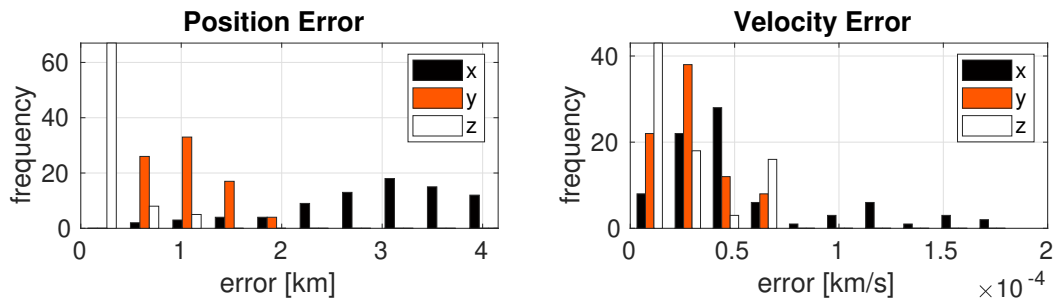 Position Error
frequency
60
40
20
0
x
y
z
0
1
2
3
4
error [km]
Velocity Error
frequency
40
20
0
x
y
z
0
0.5
1
1.5
2
error [km/s]
×10⁻⁴